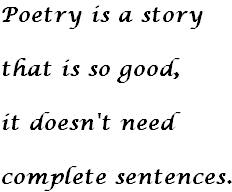 Poetry is a story
that is so good,
it doesn't need
complete sentences.